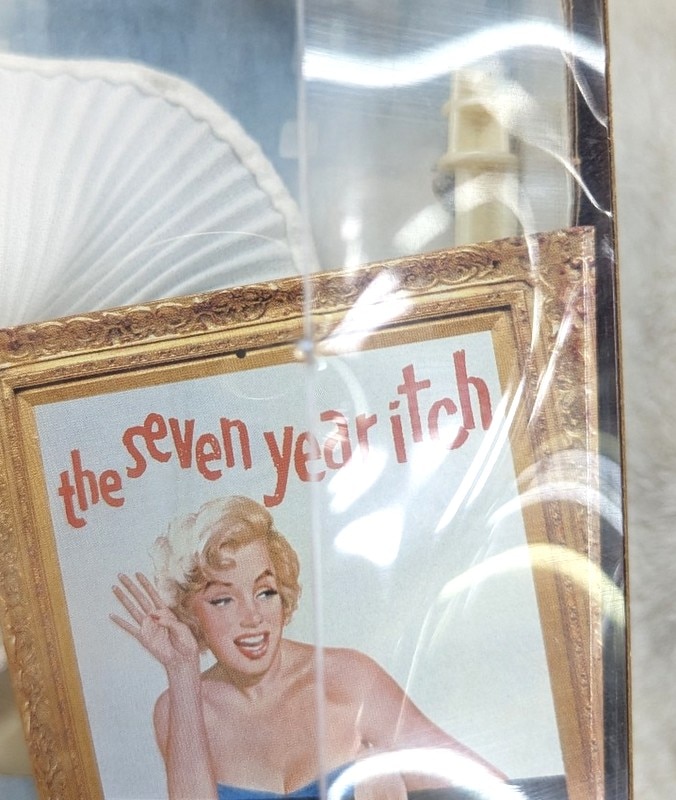 the seven year itch